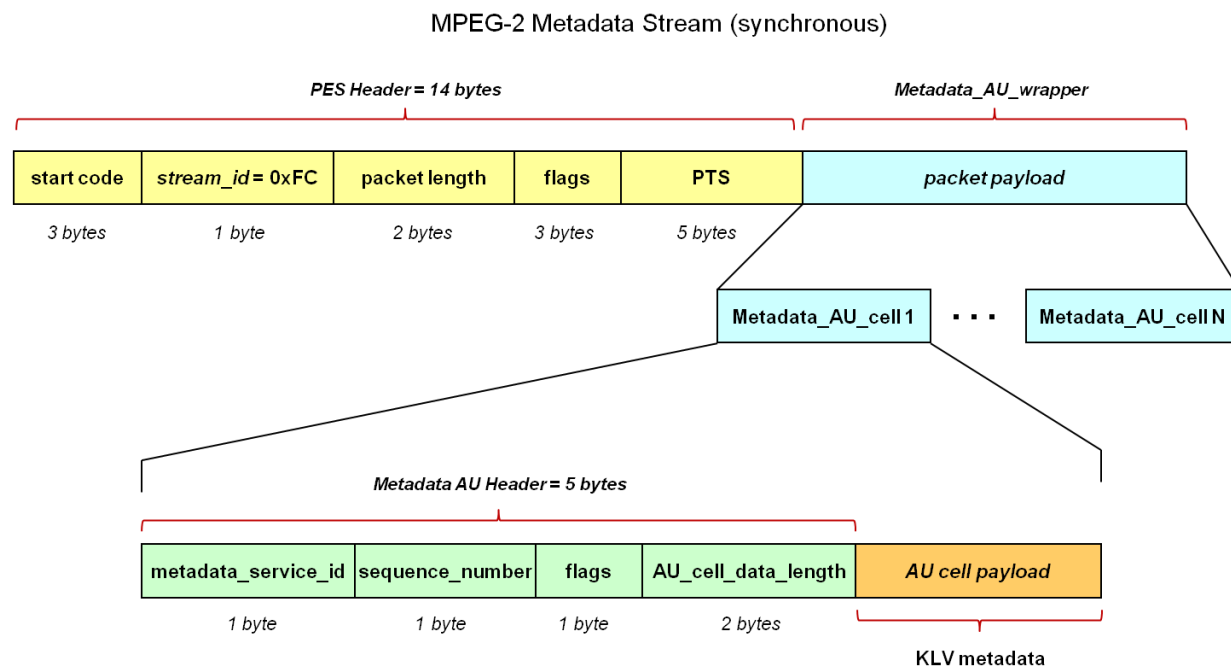 MPEG-2 Metadata Stream (synchronous)
PES Header = 14 bytes
Metadata_AU_wrapper
start code
stream_id = 0xFC
packet length
flags
PTS
packet payload
3 bytes
1 byte
2 bytes
3 bytes
5 bytes
Metadata_AU_cell 1
. . .
Metadata_AU_cell N
Metadata AU Header = 5 bytes
metadata_service_id
sequence_number
flags
AU_cell_data_length
AU cell payload
1 byte
1 byte
1 byte
2 bytes
KLV metadata